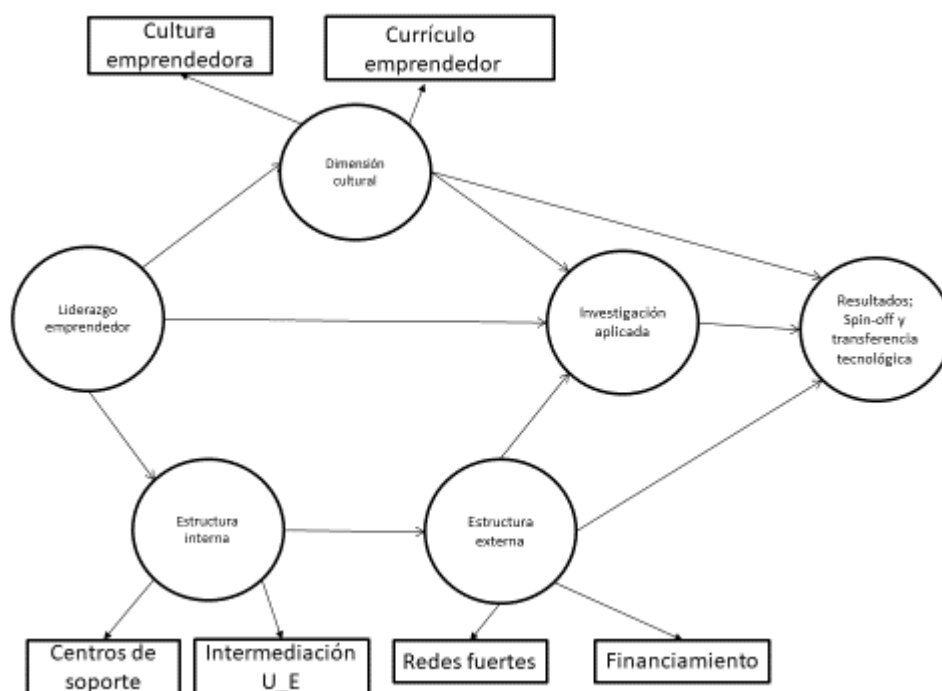 Cultura
emprendedora
Currículo
emprendedor
Dimensión
cultural
Liderazgo
emprendedor
Investigación
aplicada
Resultados;
Spin-off y
transferencia
tecnológica
Estructura
interna
Estructura
externa
Centros de
soporte
Intermediación
U_E
Redes fuertes
Financiamiento